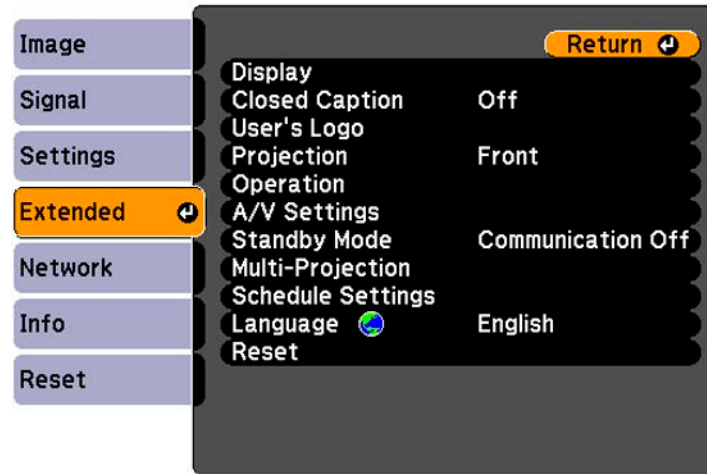 Image
Signal
Settings
Extended
Network
Info
Reset
Return
Display
Closed Caption Off
User's Logo
Projection Front
Operation
A/V Settings
Standby Mode Communication Off
Multi-Projection
Schedule Settings
Language English
Reset